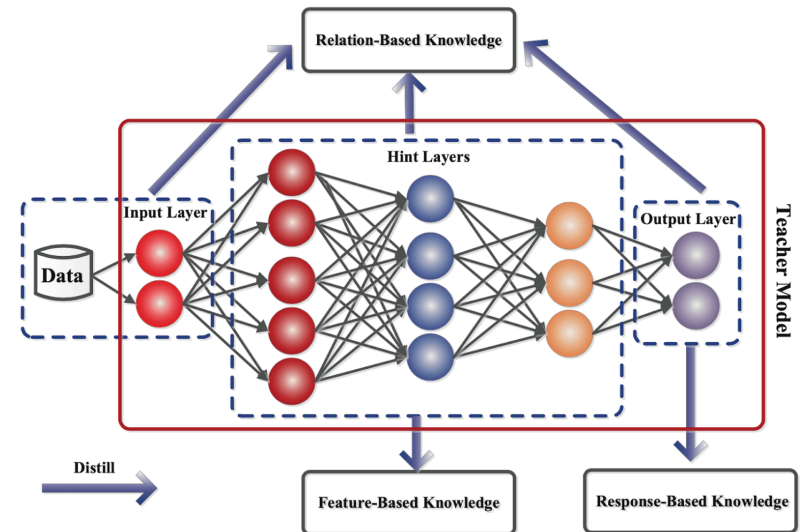 Relation-Based Knowledge
Hint Layers
Input Layer
Output Layer
Data
Teacher Model
Distill
Feature-Based Knowledge
Response-Based Knowledge